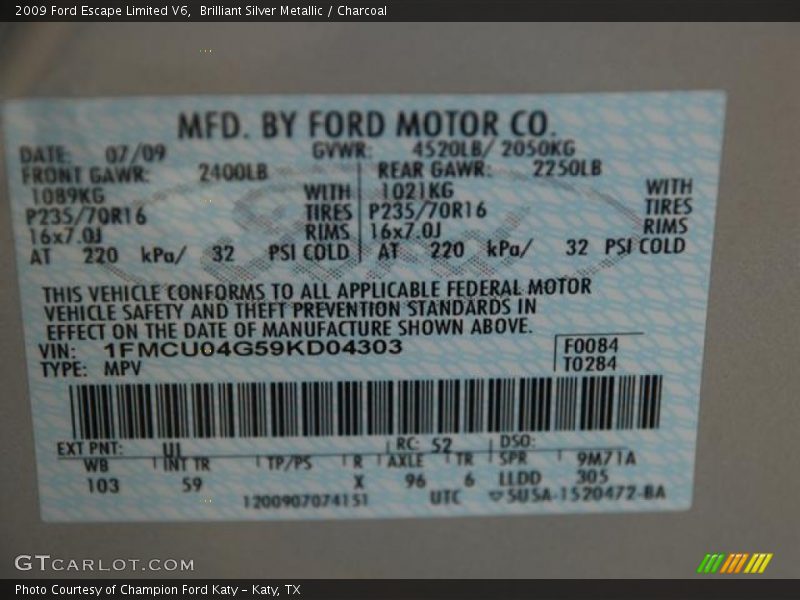 2009 Ford Escape Limited V6,  Brilliant Silver Metallic / Charcoal
MFD. BY FORD MOTOR CO.
DATE: 07/09 GVWR: 4520LB/ 2050KG
FRONT GAWR: 2400LB REAR GAWR: 2250LB
1089KG WITH 1021KG WITH
P235/70R16 TIRES P235/70R16 TIRES
16x7.0J RIMS 16x7.0J RIMS
AT 220 kPa/ 32 PSI COLD AT 220 kPa/ 32 PSI COLD
THIS VEHICLE CONFORMS TO ALL APPLICABLE FEDERAL MOTOR
VEHICLE SAFETY AND THEFT PREVENTION STANDARDS IN
EFFECT ON THE DATE OF MANUFACTURE SHOWN ABOVE.
VIN: 1FMCU04G59KD04303 F0084
TYPE: MPV T0284
EXT PNT: UI RC: 52 DSO:
WB INT TR TP/PS R AXLE TR SPR 9M71A
103 59 X 96 6 LLDD 305
1200907074151 UTC 5U5A-1520472-BA
GTCARLOT.COM
Photo Courtesy of Champion Ford Katy - Katy, TX